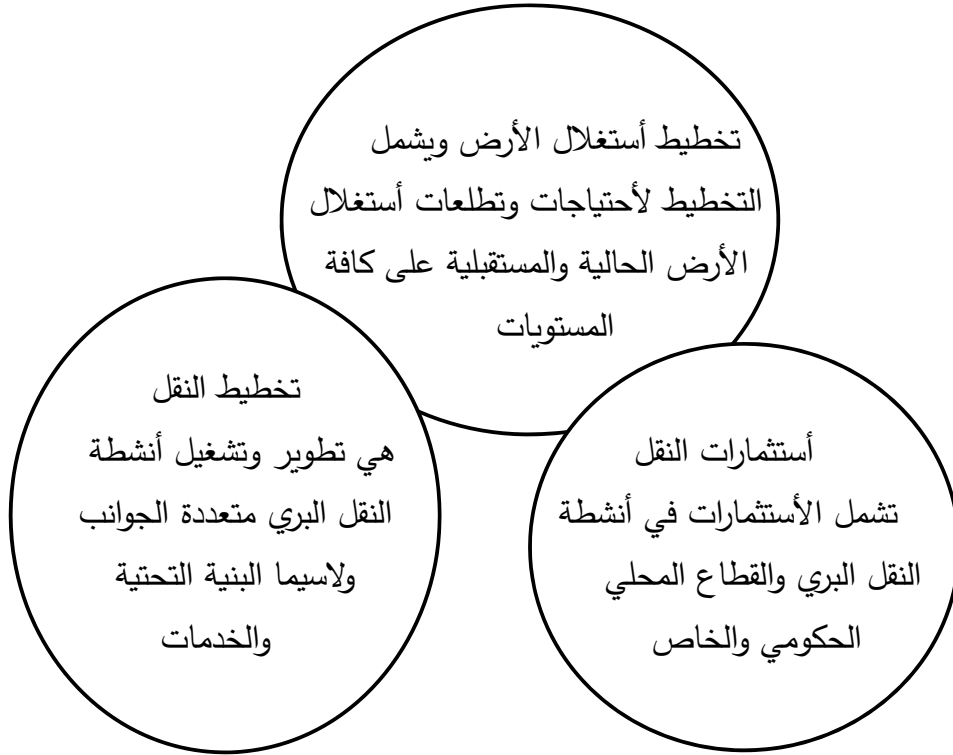 تخطيط أستغلال الأرض ويشمل
التخطيط لأحتياجات وتطلعات أستغلال
الأرض الحالية والمستقبلية على كافة
المستويات
أستثمارات النقل
تشمل الأستثمارات في أنشطة
النقل البري والقطاع المحلي
الحكومي والخاص
تخطيط النقل
هي تطوير وتشغيل أنشطة
النقل البري متعددة الجوانب
ولاسيما البنية التحتية
والخدمات